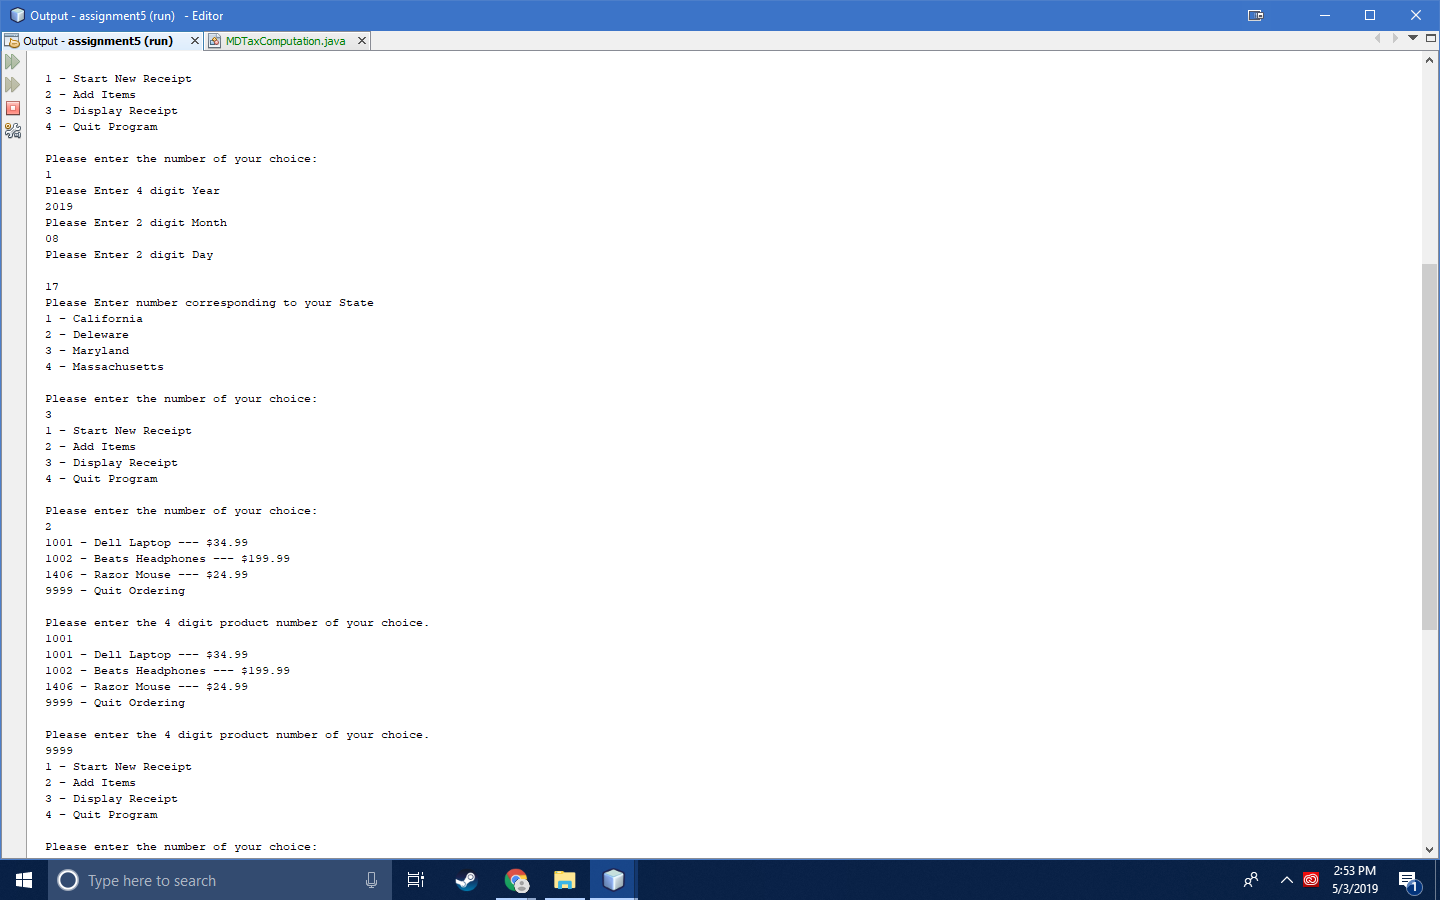 Output - assignment5 (run) - Editor
Output - assignment5 (run)
MDTaxComputation.java
1 - Start New Receipt
2 - Add Items
3 - Display Receipt
4 - Quit Program
Please enter the number of your choice:
1
Please Enter 4 digit Year
2019
Please Enter 2 digit Month
08
Please Enter 2 digit Day
17
Please Enter number corresponding to your State
1 - California
2 - Deleware
3 - Maryland
4 - Massachusetts
Please enter the number of your choice:
3
1 - Start New Receipt
2 - Add Items
3 - Display Receipt
4 - Quit Program
Please enter the number of your choice:
2
1001 - Dell Laptop --- $34.99
1002 - Beats Headphones --- $199.99
1406 - Razor Mouse --- $24.99
9999 - Quit Ordering
Please enter the 4 digit product number of your choice.
1001
1001 - Dell Laptop --- $34.99
1002 - Beats Headphones --- $199.99
1406 - Razor Mouse --- $24.99
9999 - Quit Ordering
Please enter the 4 digit product number of your choice.
9999
1 - Start New Receipt
2 - Add Items
3 - Display Receipt
4 - Quit Program
Please enter the number of your choice:
Type here to search
2:53 PM
5/3/2019
1